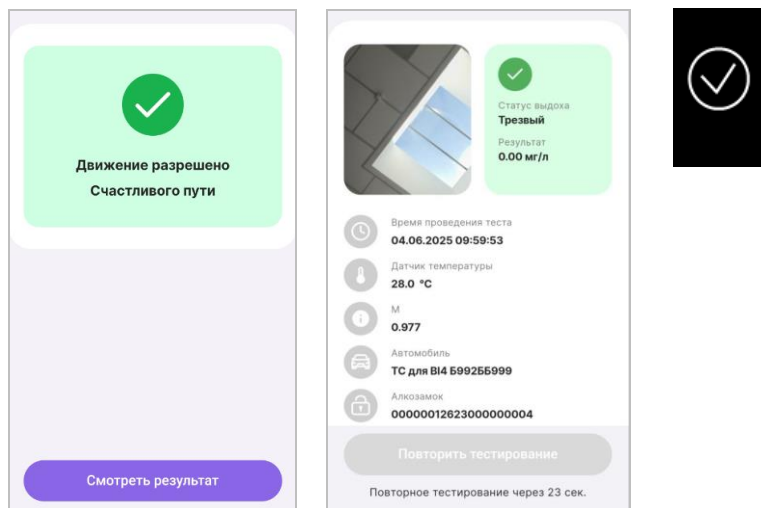 Движение разрешено
Счастливого пути
Смотреть результат
Статус выдоха
Трезвый
Результат
0.00 мг/л
Время проведения теста
04.06.2025 09:59:53
Датчик температуры
28.0 °C
М
0.977
Автомобиль
ТС для BI4 Б992ББ999
Алкозамок
00000012623000000004
Повторить тестирование
Повторное тестирование через 23 сек.